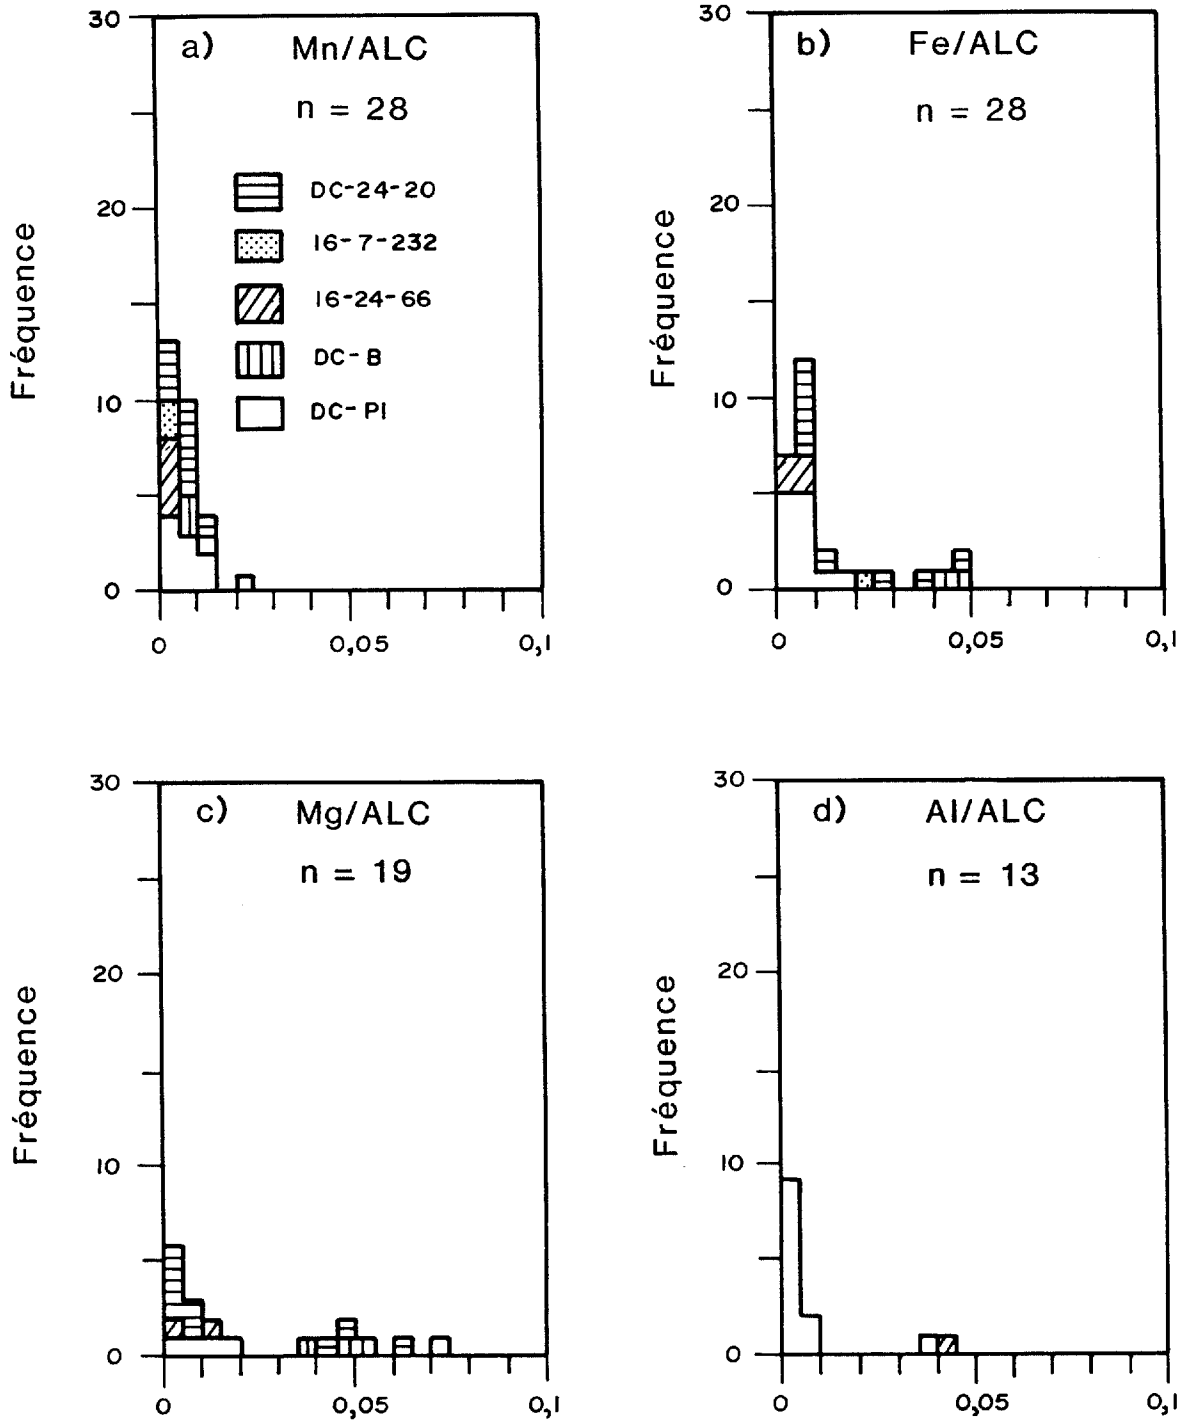 a) Mn/ALC
n = 28
DC-24-20
16-7-232
16-24-66
DC-B
DC-PI
Fréquence
30
20
10
0
0 0,05 0,1
b) Fe/ALC
n = 28
Fréquence
30
20
10
0
0 0,05 0,1
c) Mg/ALC
n = 19
Fréquence
30
20
10
0
0 0,05 0,1
d) Al/ALC
n = 13
Fréquence
30
20
10
0
0 0,05 0,1